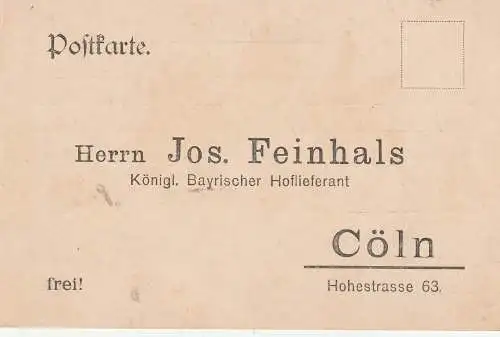 Postkarte.
Herrn Jos. Feinhals
Königl. Bayrischer Hoflieferant
Cöln
frei!
Hohestrasse 63.